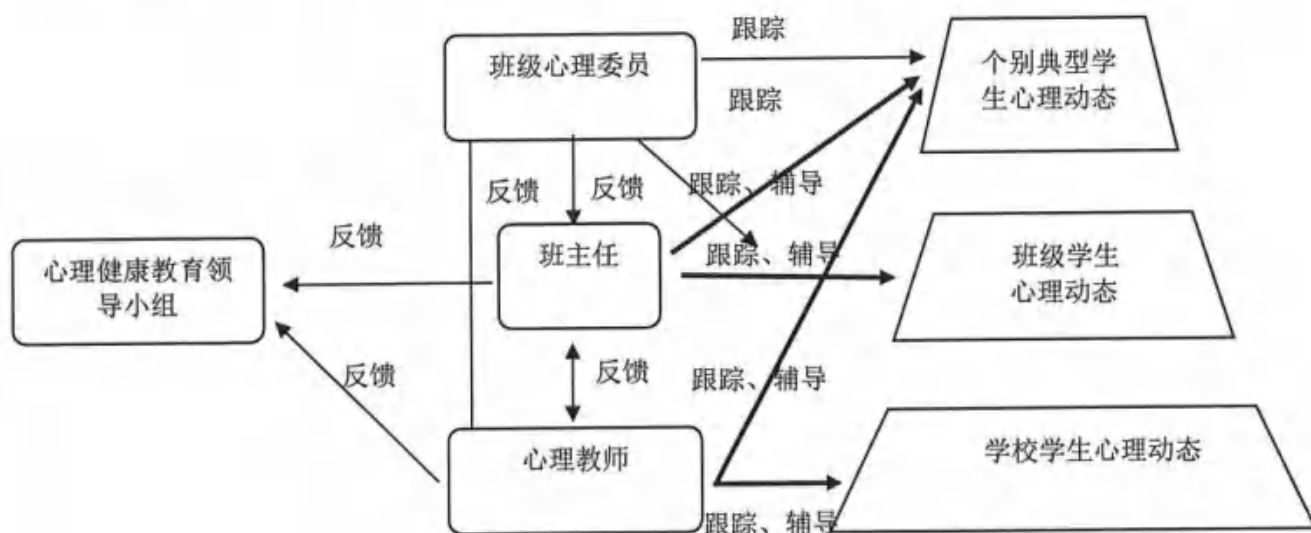 跟踪
班级心理委员
个别典型学
生心理动态
跟踪
反馈
反馈
跟踪、辅导
反馈
班主任
跟踪、辅导
班级学生
心理动态
心理健康教育领
导小组
反馈
反馈
跟踪、辅导
心理教师
学校学生心理动态
跟踪、辅导